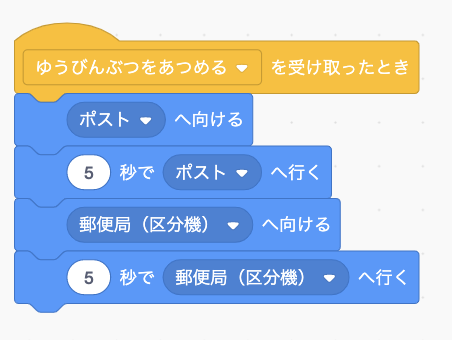 ゆうびんぶつをあつめる を受け取ったとき
ポスト へ向ける
5 秒で ポスト へ行く
郵便局（区分機） へ向ける
5 秒で 郵便局（区分機） へ行く